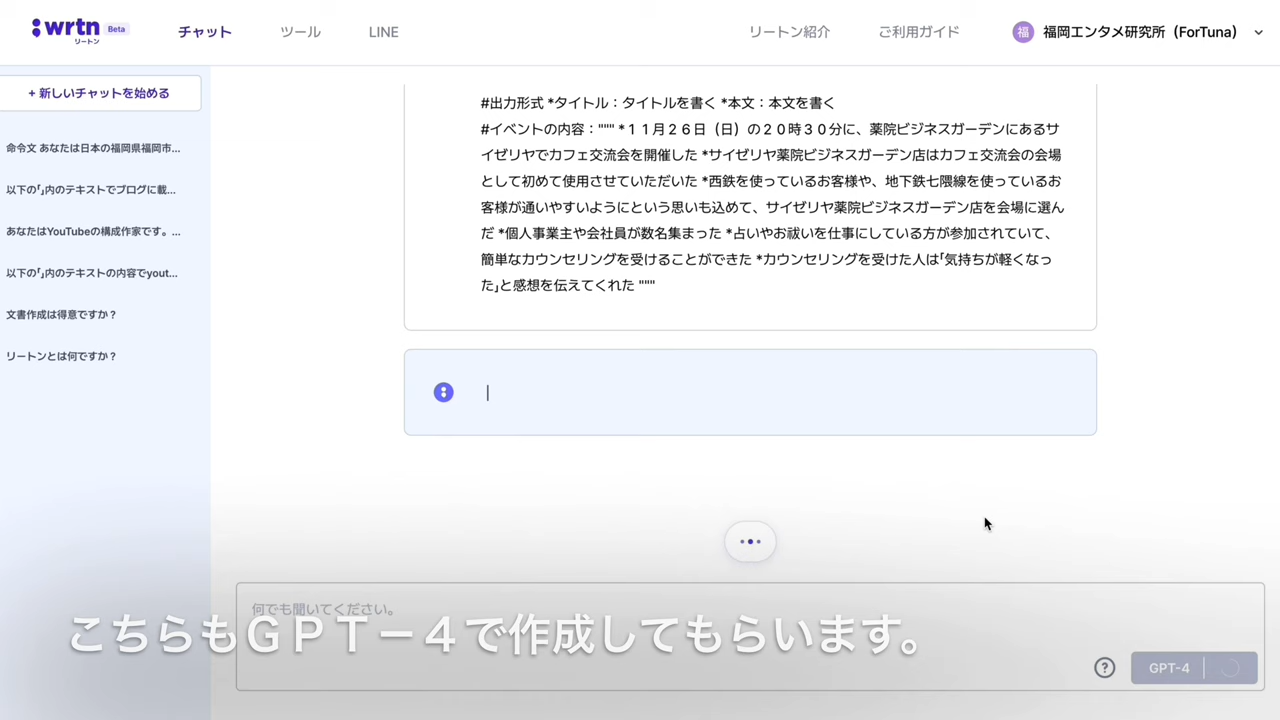 wrtn
リートン
Beta
チャット
ツール
LINE
リートン紹介
ご利用ガイド
福
福岡エンタメ研究所（ForTuna）
+ 新しいチャットを始める
命令文 あなたは日本の福岡県福岡市...
以下の｢｣内のテキストでブログに載...
あなたはYouTubeの構成作家です。...
以下の｢｣内のテキストの内容でyout...
文書作成は得意ですか？
リートンとは何ですか？
#出力形式 *タイトル：タイトルを書く *本文：本文を書く
#イベントの内容：""" *１１月２６日（日）の２０時３０分に、薬院ビジネスガーデンにあるサ
イゼリヤでカフェ交流会を開催した *サイゼリヤ薬院ビジネスガーデン店はカフェ交流会の会場
として初めて使用させていただいた *西鉄を使っているお客様や、地下鉄七隈線を使っているお
客様が通いやすいようにという思いも込めて、サイゼリヤ薬院ビジネスガーデン店を会場に選ん
だ *個人事業主や会社員が数名集まった *占いやお祓いを仕事にしている方が参加されていて、
簡単なカウンセリングを受けることができた *カウンセリングを受けた人は｢気持ちが軽くなっ
た｣と感想を伝えてくれた """
何でも聞いてください。
こちらもＧＰＴ－４で作成してもらいます。
?
GPT-4